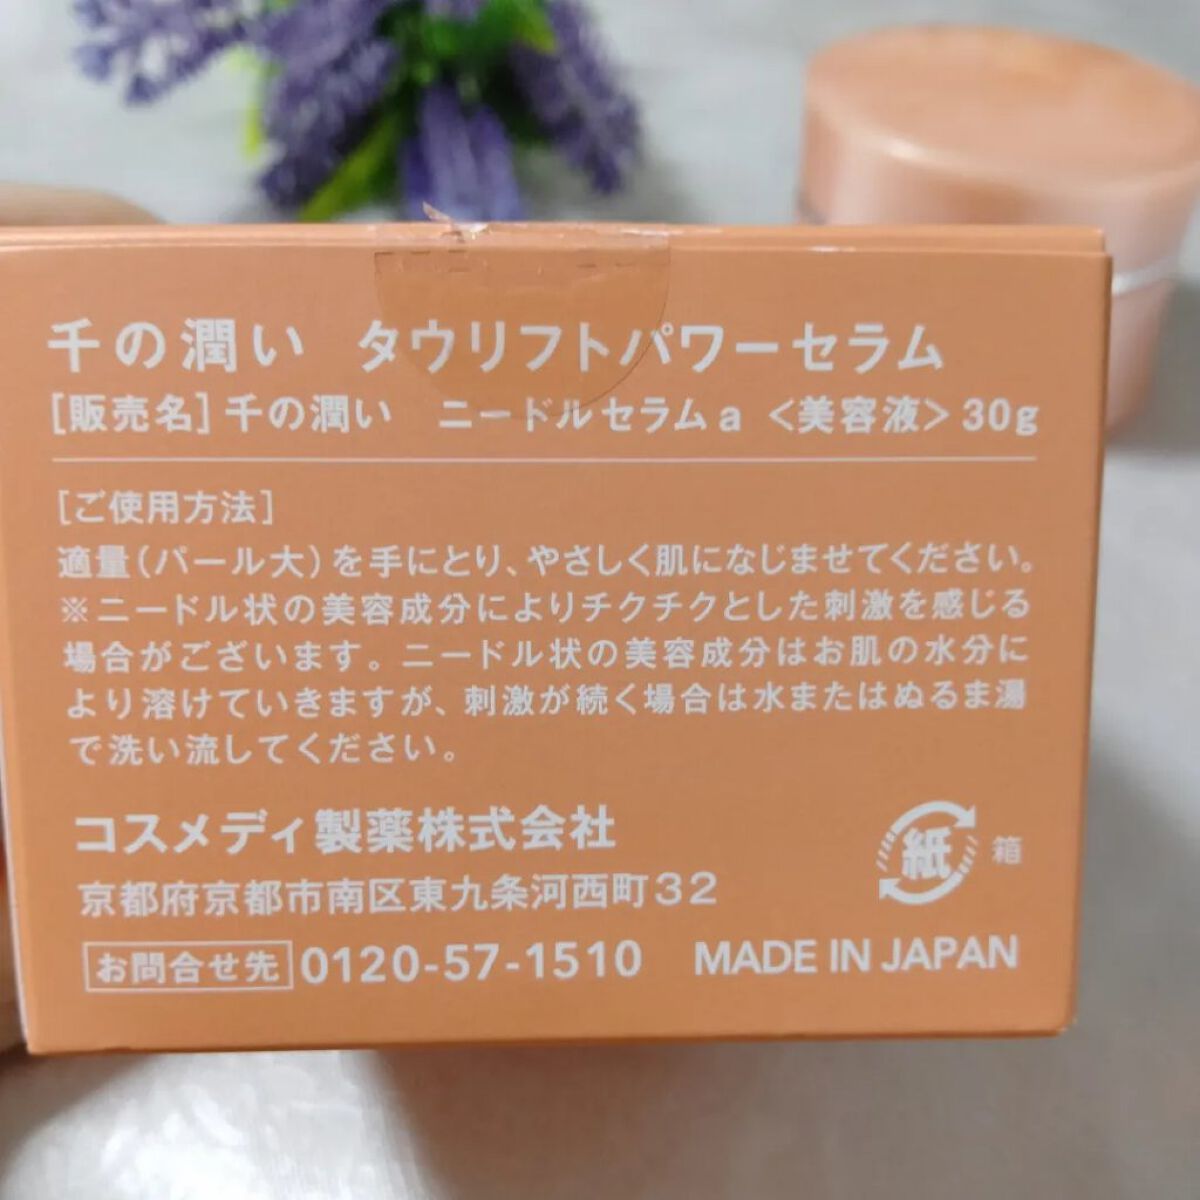 千の潤い　タウリフトパワーセラム
[販売名]千の潤い　ニードルセラムa　<美容液>30g
[ご使用方法]
適量(パール大)を手にとり、やさしく肌になじませてください。
※ニードル状の美容成分によりチクチクとした刺激を感じる
場合がございます。ニードル状の美容成分はお肌の水分に
より溶けていきますが、刺激が続く場合は水またはぬるま湯
で洗い流してください。
コスメディ製薬株式会社
紙 箱
京都府京都市南区東九条河西町32
お問合せ先 0120-57-1510　MADE IN JAPAN